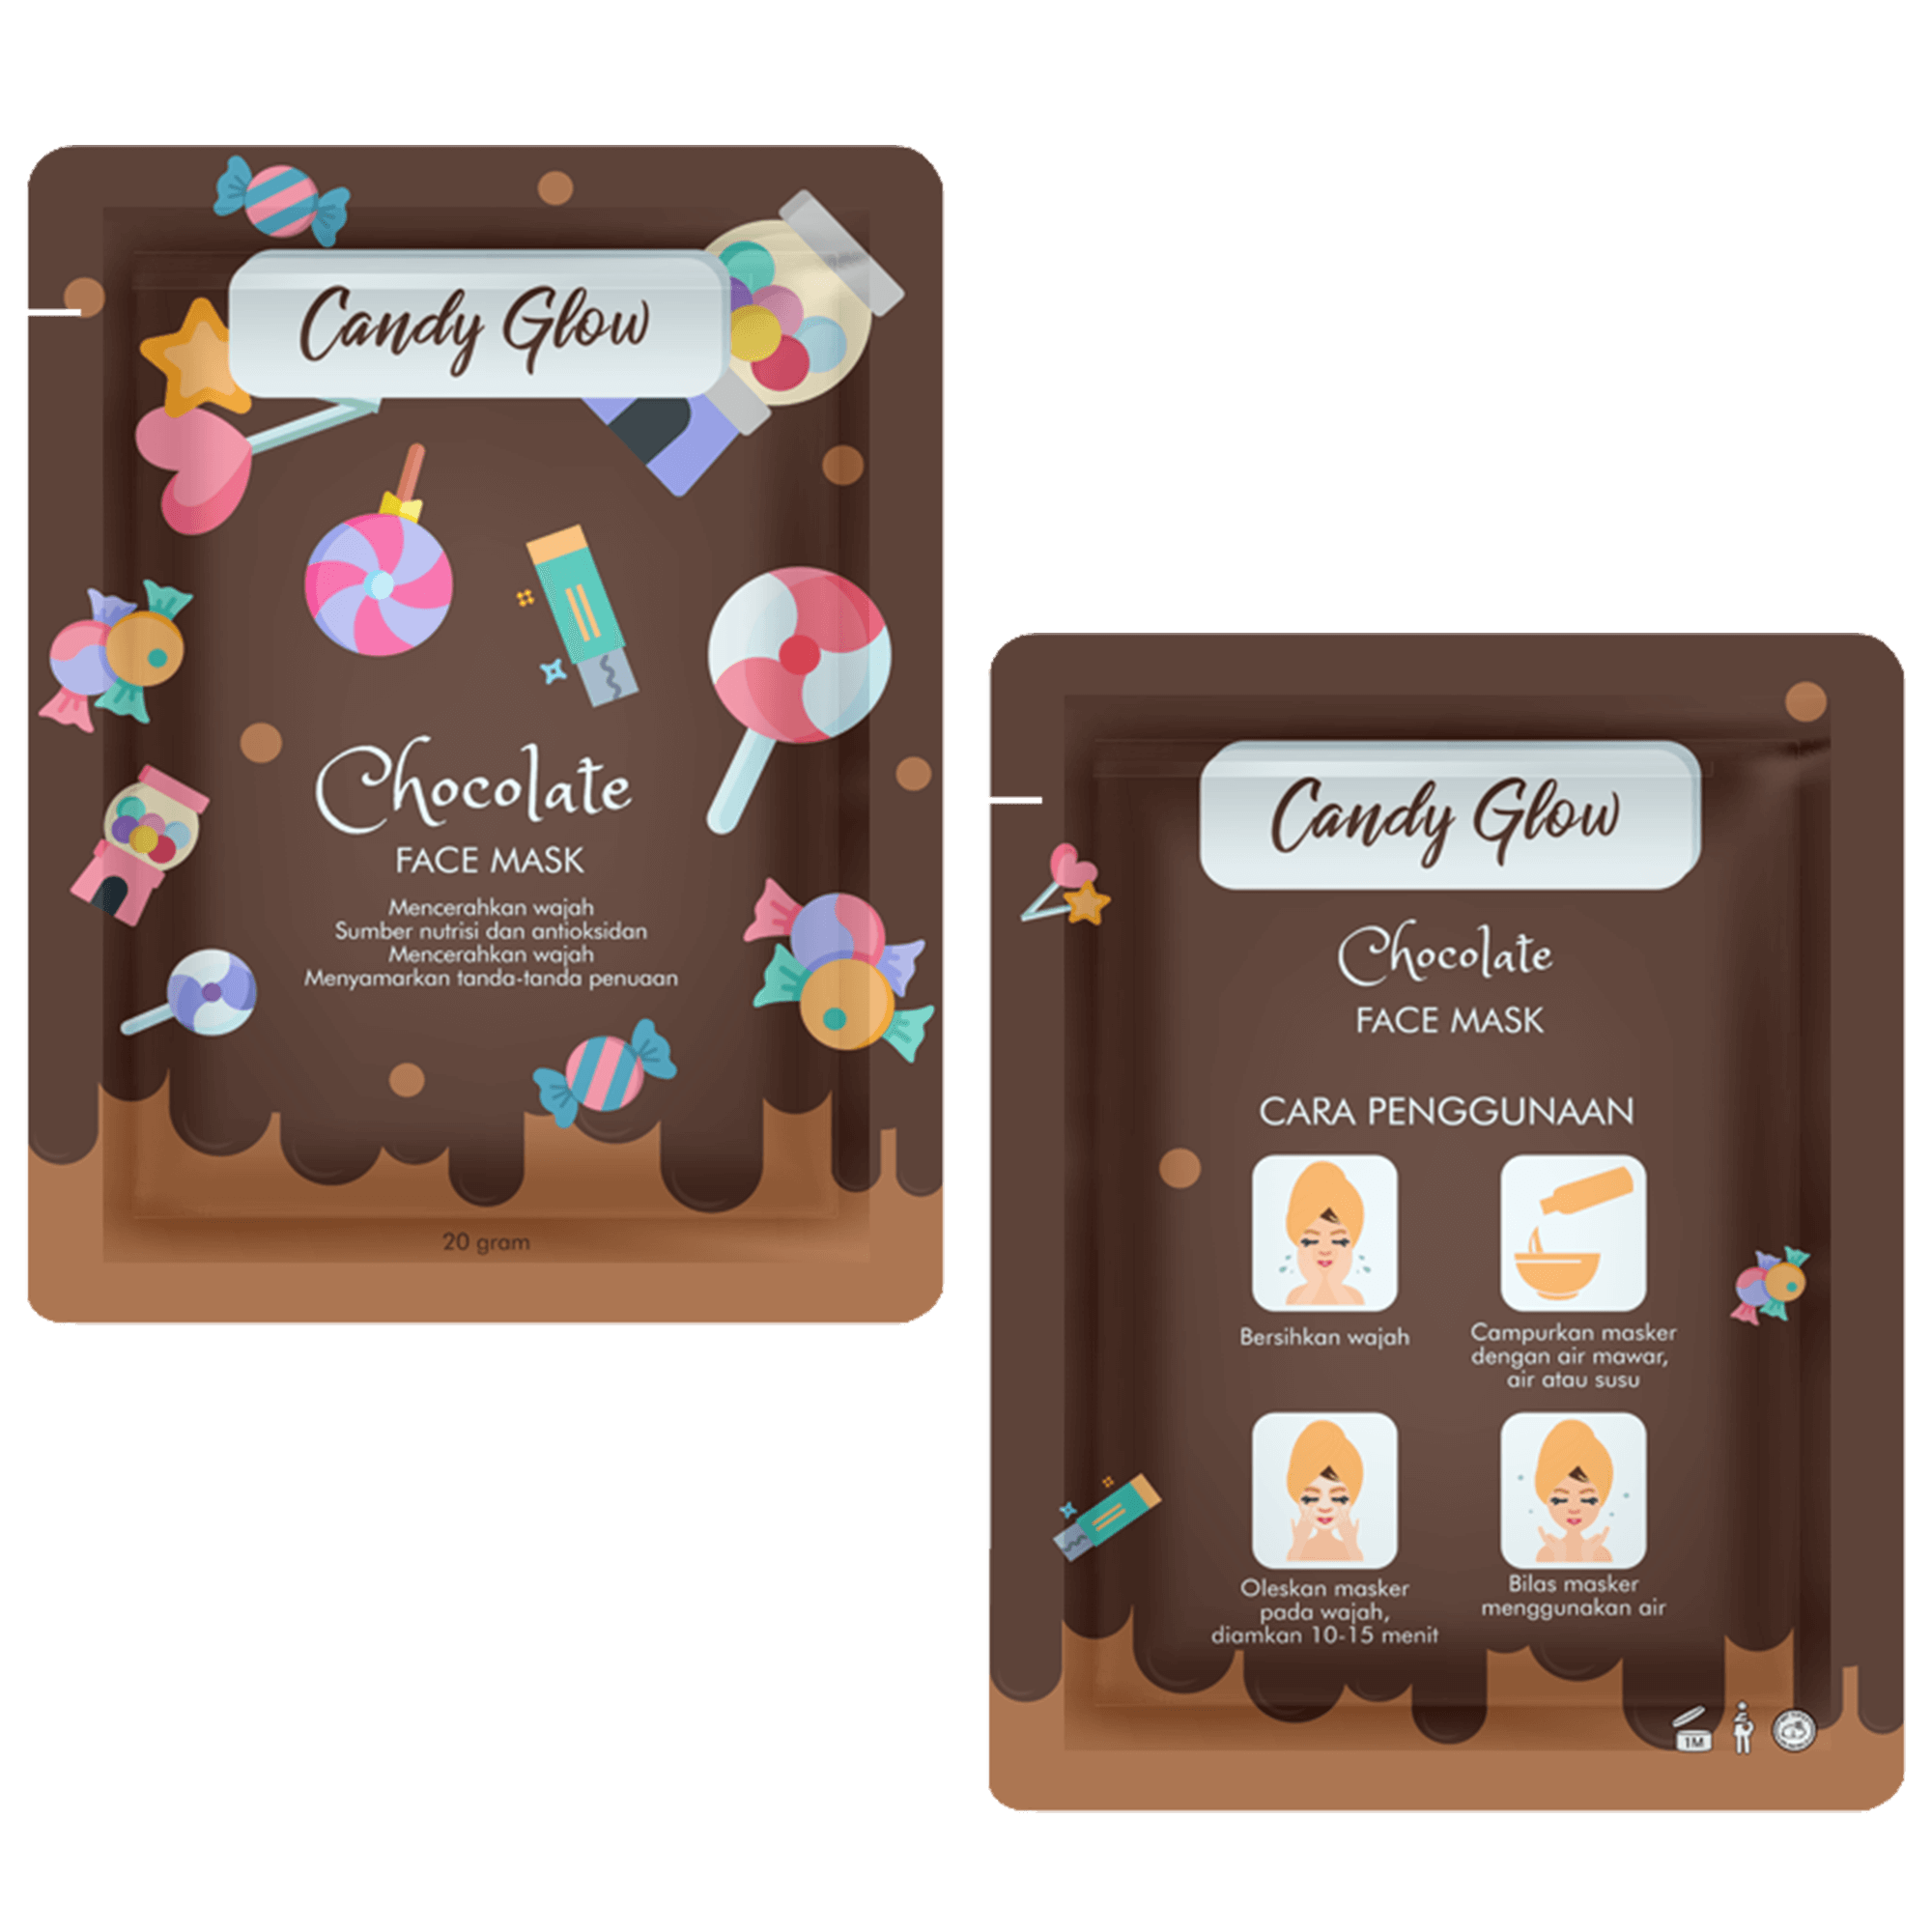 Candy Glow
Chocolate
FACE MASK
Mencerahkan wajah
Sumber nutrisi dan antioksidan
Mencerahkan wajah
Menyamarkan tanda-tanda penuaan
20 gram
Candy Glow
Chocolate
FACE MASK
CARA PENGGUNAAN
Bersihkan wajah
Campurkan masker
dengan air mawar,
air atau susu
Oleskan masker
pada wajah,
diamkan 10-15 menit
Bilas masker
menggunakan air
1M